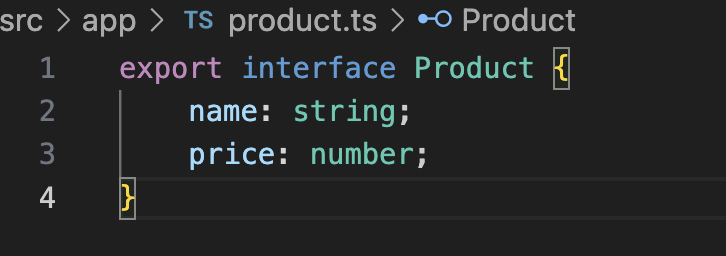 src > app > TS product.ts > Product
1 export interface Product {
2     name: string;
3     price: number;
4 }